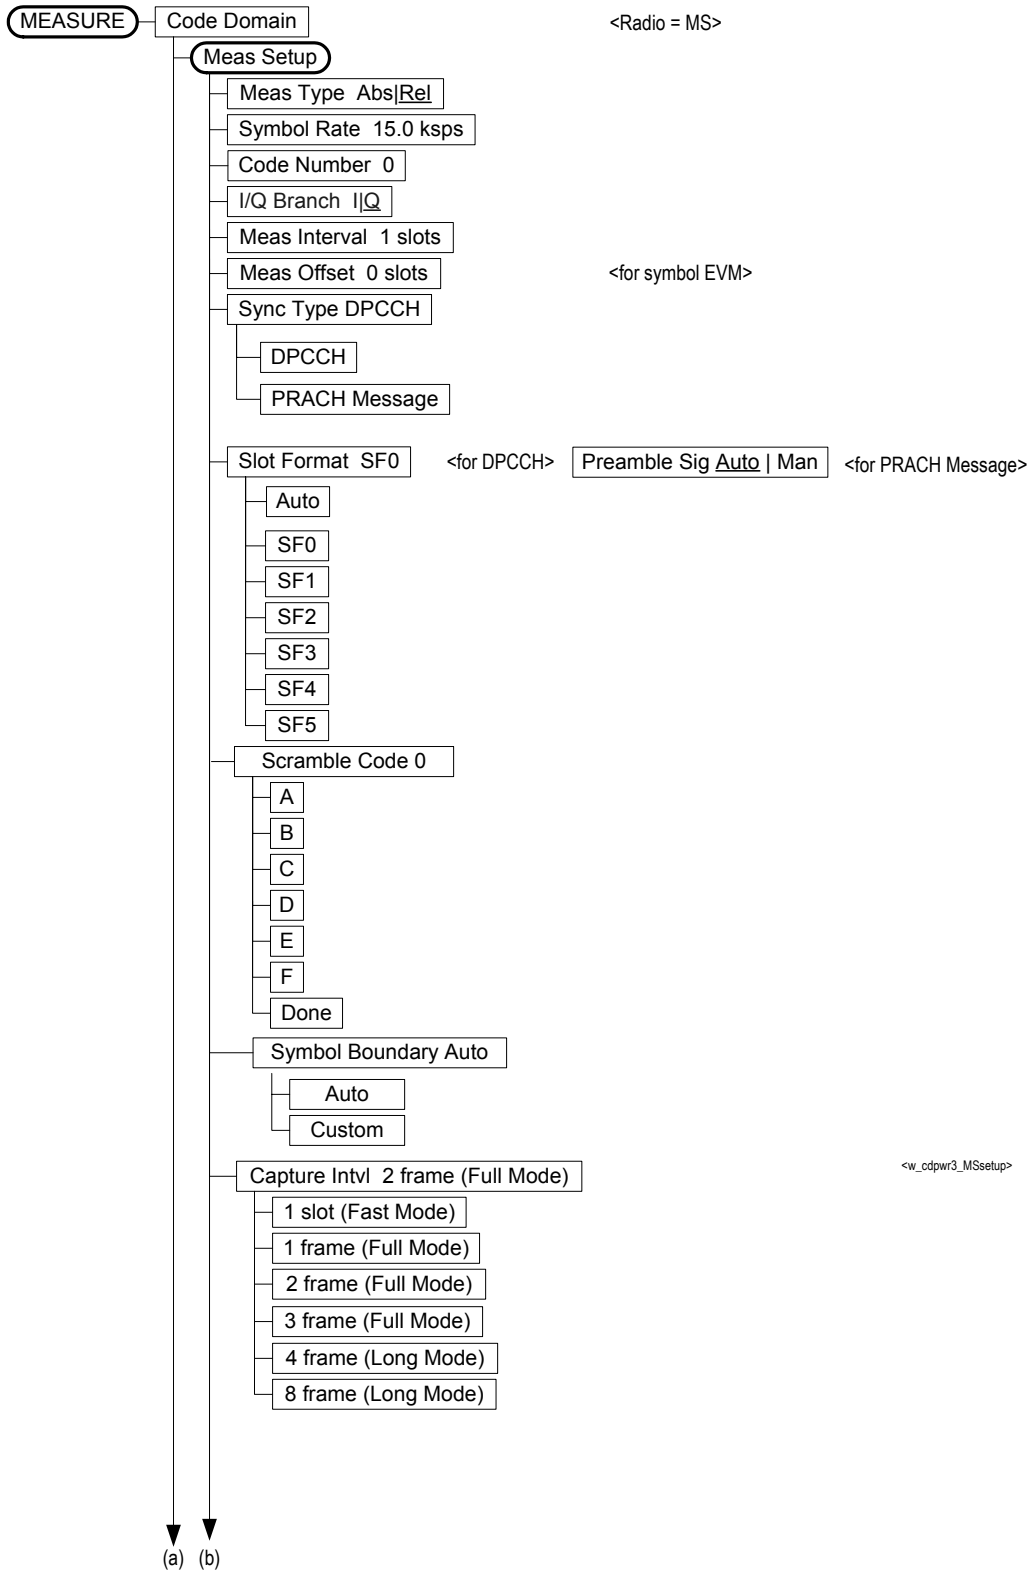 MEASURE Code Domain <Radio = MS>
Meas Setup
Meas Type Abs|Rel
Symbol Rate 15.0 ksps
Code Number 0
I/Q Branch I|Q
Meas Interval 1 slots
Meas Offset 0 slots <for symbol EVM>
Sync Type DPCCH
DPCCH
PRACH Message
Slot Format SF0 <for DPCCH> Preamble Sig Auto | Man <for PRACH Message>
Auto
SF0
SF1
SF2
SF3
SF4
SF5
Scramble Code 0
A
B
C
D
E
F
Done
Symbol Boundary Auto
Auto
Custom
Capture Intvl 2 frame (Full Mode) <w_cdpwr3_MSsetup>
1 slot (Fast Mode)
1 frame (Full Mode)
2 frame (Full Mode)
3 frame (Full Mode)
4 frame (Long Mode)
8 frame (Long Mode)
(a) (b)